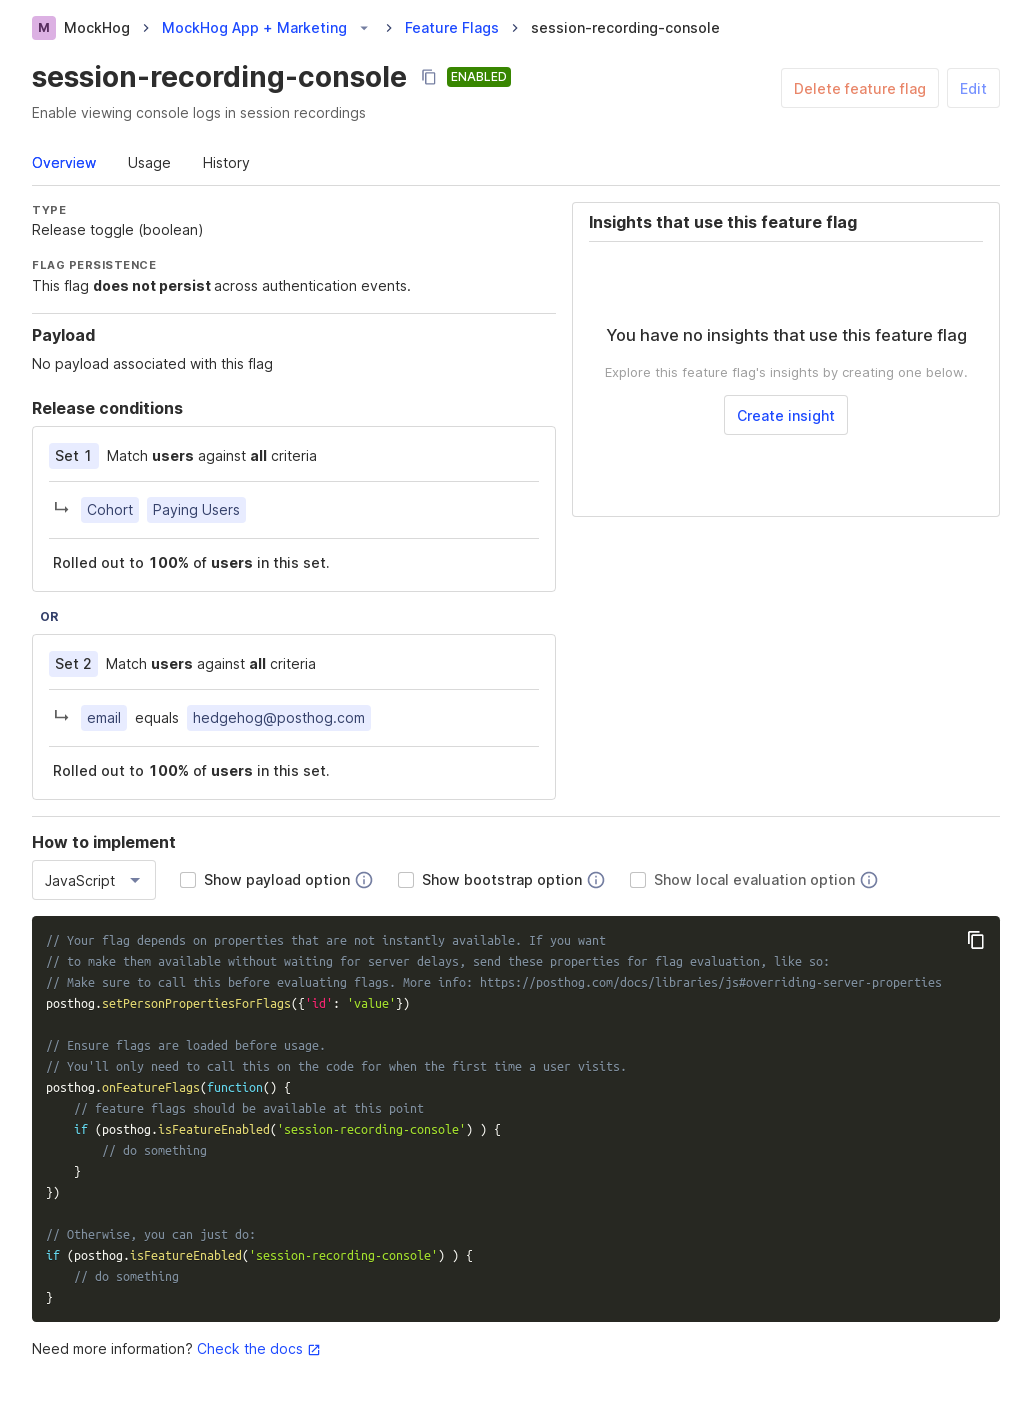 M MockHog > MockHog App + Marketing > Feature Flags > session-recording-console
session-recording-console ENABLED
Delete feature flag Edit
Enable viewing console logs in session recordings
Overview Usage History
TYPE
Release toggle (boolean)
FLAG PERSISTENCE
This flag does not persist across authentication events.
Payload
No payload associated with this flag
Release conditions
Set 1 Match users against all criteria
Cohort Paying Users
Rolled out to 100% of users in this set.
OR
Set 2 Match users against all criteria
email equals hedgehog@posthog.com
Rolled out to 100% of users in this set.
Insights that use this feature flag
You have no insights that use this feature flag
Explore this feature flag's insights by creating one below.
Create insight
How to implement
JavaScript Show payload option Show bootstrap option Show local evaluation option
// Your flag depends on properties that are not instantly available. If you want
// to make them available without waiting for server delays, send these properties for flag evaluation, like so:
// Make sure to call this before evaluating flags. More info: https://posthog.com/docs/libraries/js#overriding-server-properties
posthog.setPersonPropertiesForFlags({'id': 'value'})
// Ensure flags are loaded before usage.
// You'll only need to call this on the code for when the first time a user visits.
posthog.onFeatureFlags(function() {
    // feature flags should be available at this point
    if (posthog.isFeatureEnabled('session-recording-console') ) {
        // do something
    }
})
// Otherwise, you can just do:
if (posthog.isFeatureEnabled('session-recording-console') ) {
    // do something
}
Need more information? Check the docs